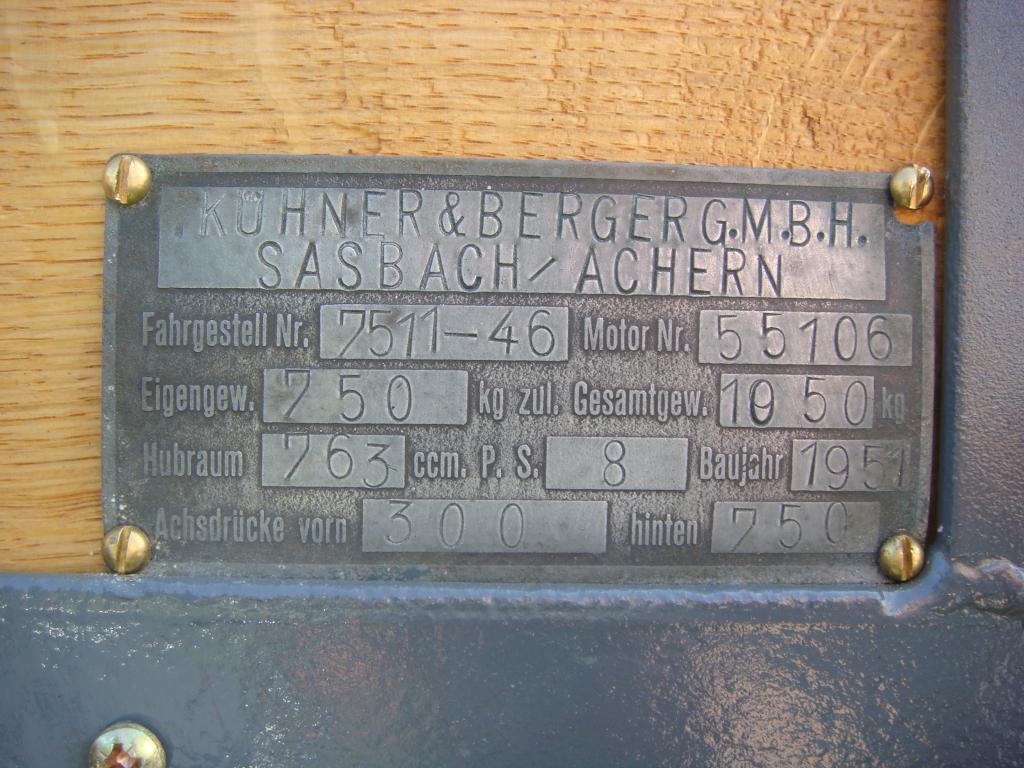 KÜHNER & BERGER G.M.B.H.
SASBACH / ACHERN
Fahrgestell Nr. 7511-46 Motor Nr. 55106
Eigengew. 750 kg zul. Gesamtgew. 1050 kg
Hubraum 763 ccm. P. S. 8 Baujahr 1951
Achsdrücke vorn 300 hinten 750